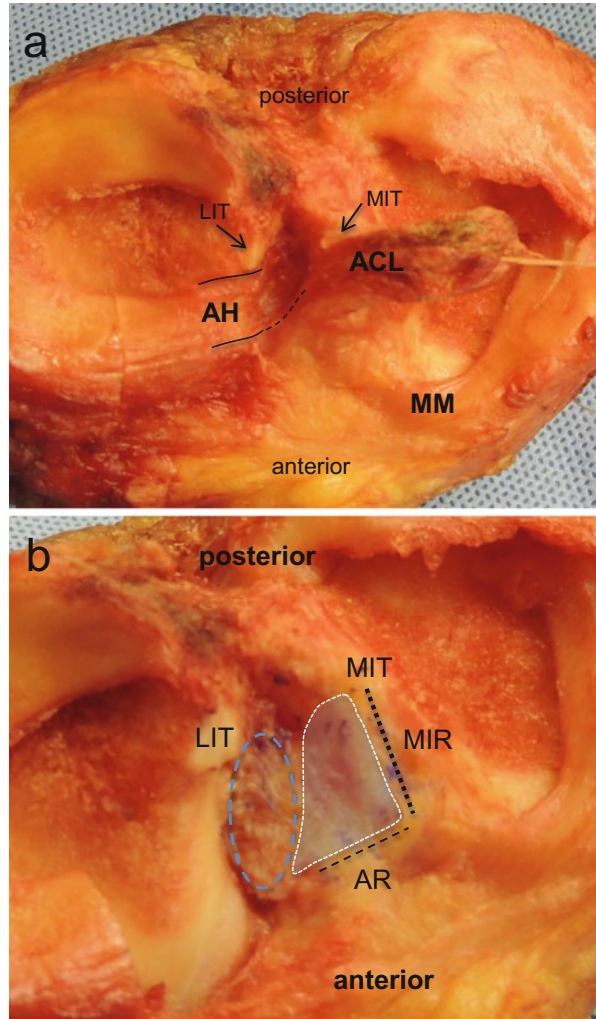 a
posterior
LIT
MIT
ACL
AH
MM
anterior
b
posterior
MIT
LIT
MIR
AR
anterior